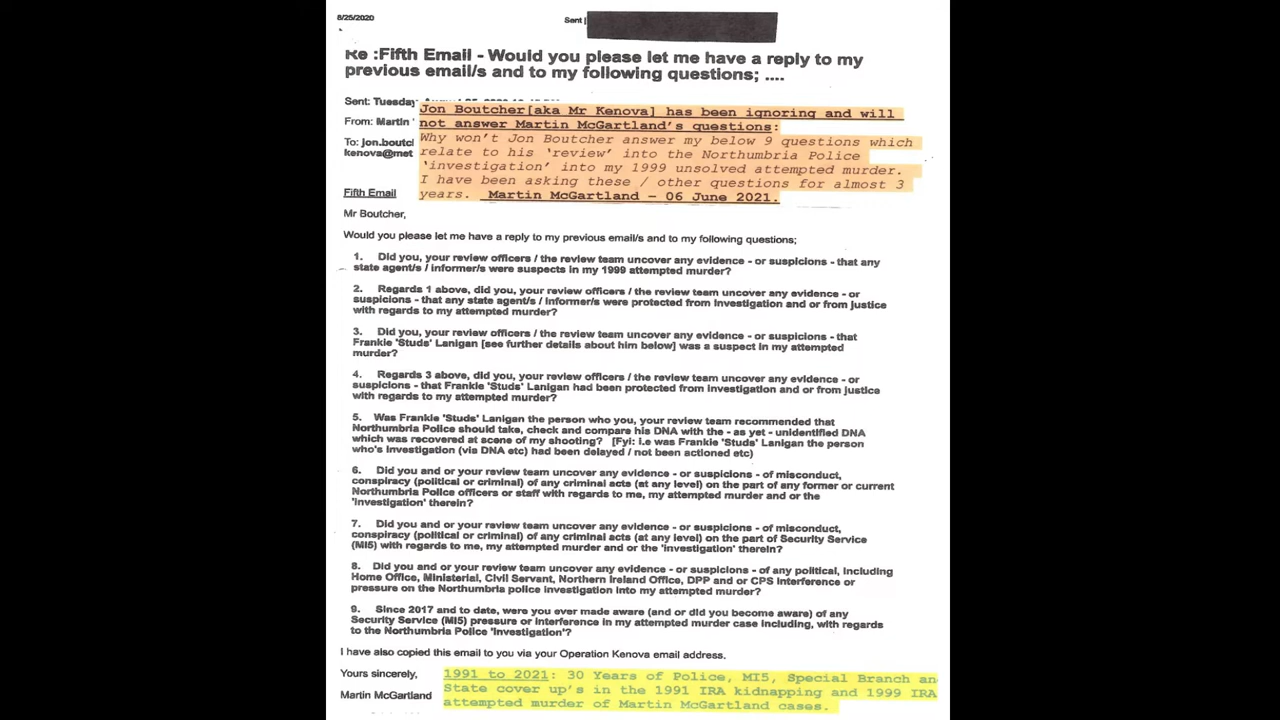 8/25/2020
Sent |
Re :Fifth Email - Would you please let me have a reply to my
previous email/s and to my following questions; ....
Sent: Tuesday
From: Martin
To: jon.boutcl
kenova@met
Jon Boutcher[aka Mr Kenova] has been ignoring and will
not answer Martin McGartland's questions:
Why won't Jon Boutcher answer my below 9 questions which
relate to his 'review' into the Northumbria Police
'investigation' into my 1999 unsolved attempted murder.
I have been asking these / other questions for almost 3
years. Martin McGartland – 06 June 2021.
Fifth Email
Mr Boutcher,
Would you please let me have a reply to my previous email/s and to my following questions;
1. Did you, your review officers / the review team uncover any evidence - or suspicions - that any
state agent/s / informer/s were suspects in my 1999 attempted murder?
2. Regards 1 above, did you, your review officers / the review team uncover any evidence - or
suspicions - that any state agent/s / informer/s were protected from investigation and or from justice
with regards to my attempted murder?
3. Did you, your review officers / the review team uncover any evidence - or suspicions - that
Frankie 'Studs' Lanigan [see further details about him below] was a suspect in my attempted
murder?
4. Regards 3 above, did you, your review officers / the review team uncover any evidence - or
suspicions - that Frankie 'Studs' Lanigan had been protected from investigation and or from justice
with regards to my attempted murder?
5. Was Frankie 'Studs' Lanigan the person who you, your review team recommended that
Northumbria Police should take, check and compare his DNA with the - as yet - unidentified DNA
which was recovered at scene of my shooting? [Fyi: i.e was Frankie 'Studs' Lanigan the person
who's investigation (via DNA etc) had been delayed / not been actioned etc)
6. Did you and or your review team uncover any evidence - or suspicions - of misconduct,
conspiracy (political or criminal) of any criminal acts (at any level) on the part of any former or current
Northumbria Police officers or staff with regards to me, my attempted murder and or the
'investigation' therein?
7. Did you and or your review team uncover any evidence - or suspicions - of misconduct,
conspiracy (political or criminal) of any criminal acts (at any level) on the part of Security Service
(MI5) with regards to me, my attempted murder and or the 'investigation' therein?
8. Did you and or your review team uncover any evidence - or suspicions - of any political, including
Home Office, Ministerial, Civil Servant, Northern Ireland Office, DPP and or CPS interference or
pressure on the Northumbria police investigation into my attempted murder?
9. Since 2017 and to date, were you ever made aware (and or did you become aware) of any
Security Service (MI5) pressure or interference in my attempted murder case including, with regards
to the Northumbria Police 'Investigation'?
I have also copied this email to you via your Operation Kenova email address.
Yours sincerely,
Martin McGartland
1991 to 2021: 30 Years of Police, MI5, Special Branch an
State cover up's in the 1991 IRA kidnapping and 1999 IRA
attempted murder of Martin McGartland cases.